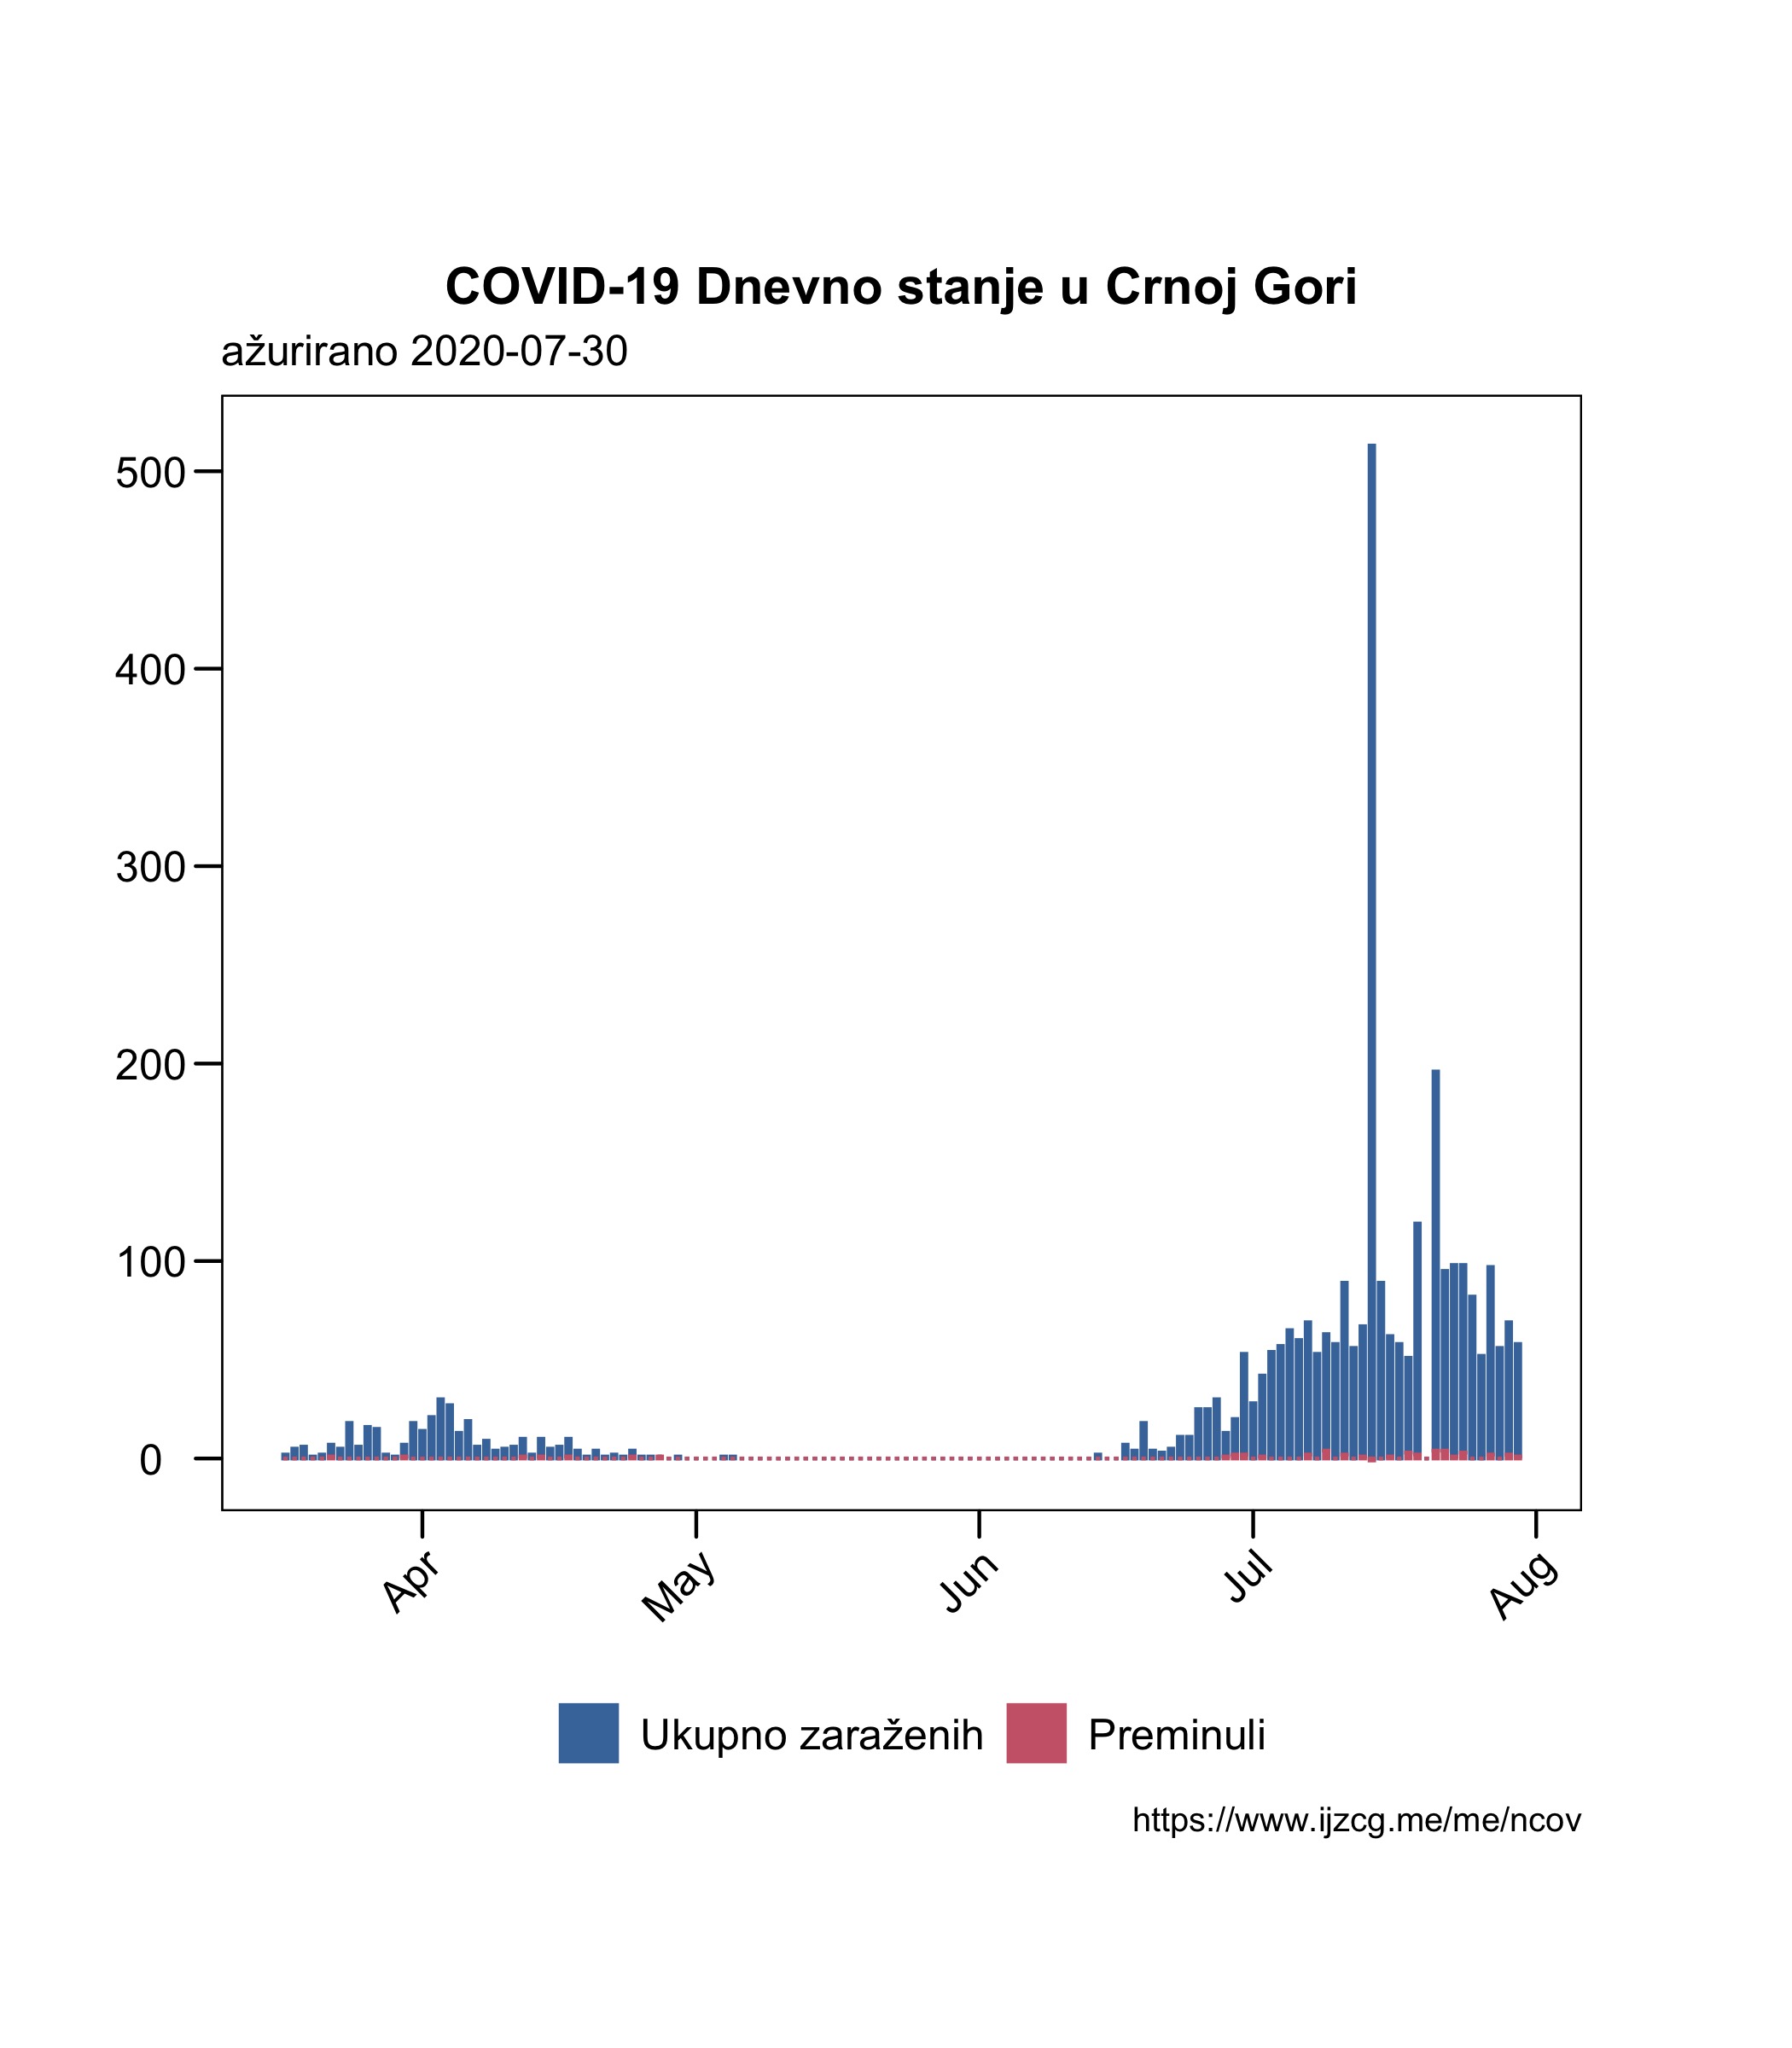 COVID-19 Dnevno stanje u Crnoj Gori
ažurirano 2020-07-30
500
400
300
200
100
0
Apr
May
Jun
Jul
Aug
Ukupno zaraženih
Preminuli
https://www.ijzcg.me/me/ncov